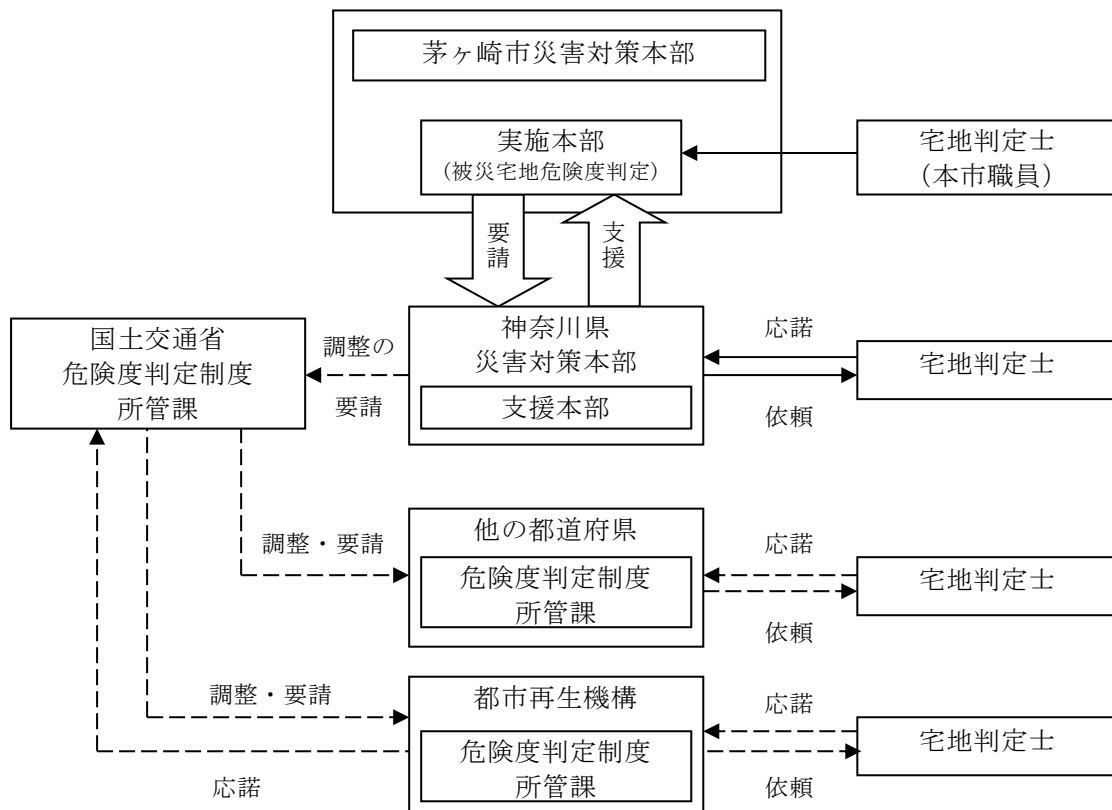 茅ヶ崎市災害対策本部
実施本部
(被災宅地危険度判定)
宅地判定士
(本市職員)
要請
支援
国土交通省
危険度判定制度
所管課
調整の
要請
神奈川県
災害対策本部
支援本部
応諾
依頼
宅地判定士
調整・要請
他の都道府県
危険度判定制度
所管課
応諾
依頼
宅地判定士
調整・要請
応諾
都市再生機構
危険度判定制度
所管課
応諾
依頼
宅地判定士